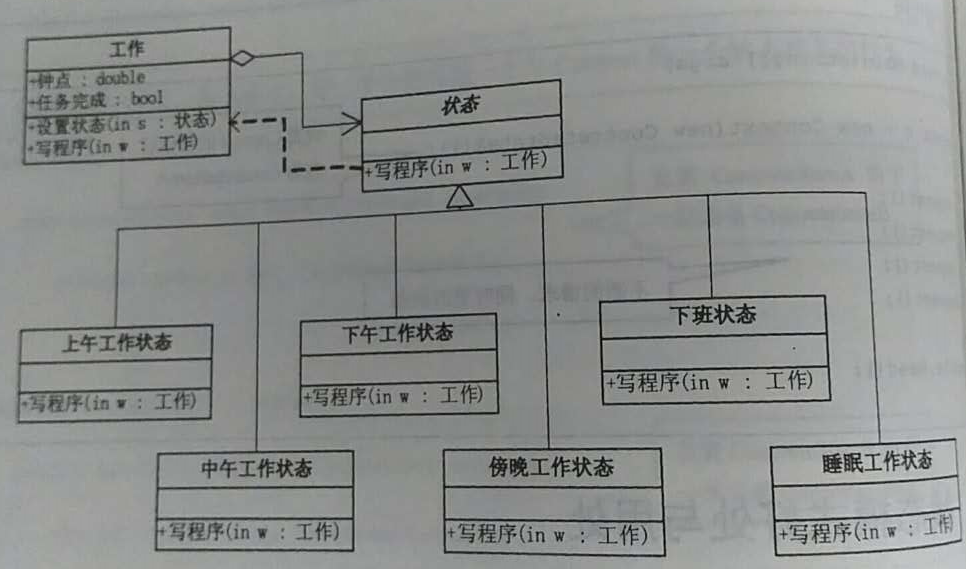 工作
+钟点 : double
+任务完成 : bool
+设置状态(in s : 状态)
+写程序(in w : 工作)
状态
+写程序(in w : 工作)
上午工作状态
+写程序(in w : 工作)
下午工作状态
+写程序(in w : 工作)
下班状态
+写程序(in w : 工作)
中午工作状态
+写程序(in w : 工作)
傍晚工作状态
+写程序(in w : 工作)
睡眠工作状态
+写程序(in w : 工作)